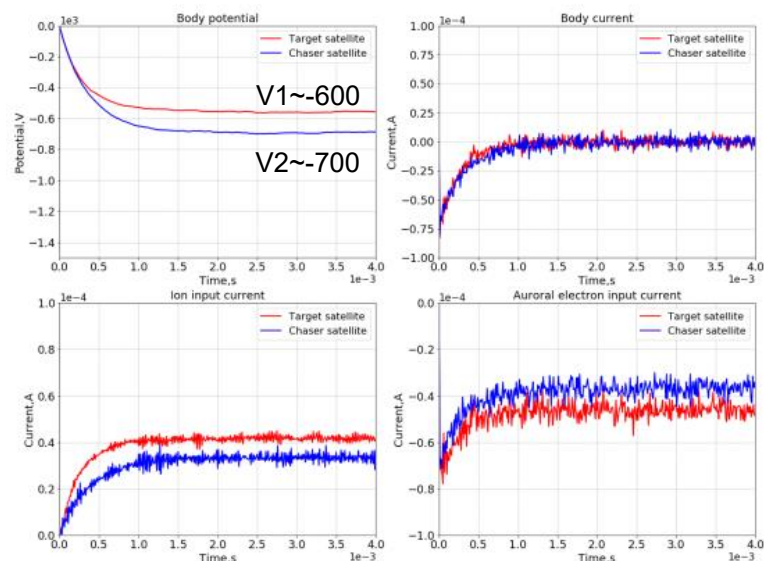 Body potential
1e3
0.0
−0.2
−0.4
−0.6
−0.8
−1.0
−1.2
−1.4
Potential,V
Target satellite
Chaser satellite
V1~-600
V2~-700
0.0 0.5 1.0 1.5 2.0 2.5 3.0 3.5 4.0
Time,s
1e−3
Body current
1e−4
1.00
0.75
0.50
0.25
0.00
−0.25
−0.50
−0.75
−1.00
Current,A
Target satellite
Chaser satellite
0.0 0.5 1.0 1.5 2.0 2.5 3.0 3.5 4.0
Time,s
1e−3
Ion input current
1e−4
1.0
0.8
0.6
0.4
0.2
0.0
Current,A
Target satellite
Chaser satellite
0.0 0.5 1.0 1.5 2.0 2.5 3.0 3.5 4.0
Time,s
1e−3
Auroral electron input current
1e−4
0.0
−0.2
−0.4
−0.6
−0.8
−1.0
Current,A
Target satellite
Chaser satellite
0.0 0.5 1.0 1.5 2.0 2.5 3.0 3.5 4.0
Time,s
1e−3